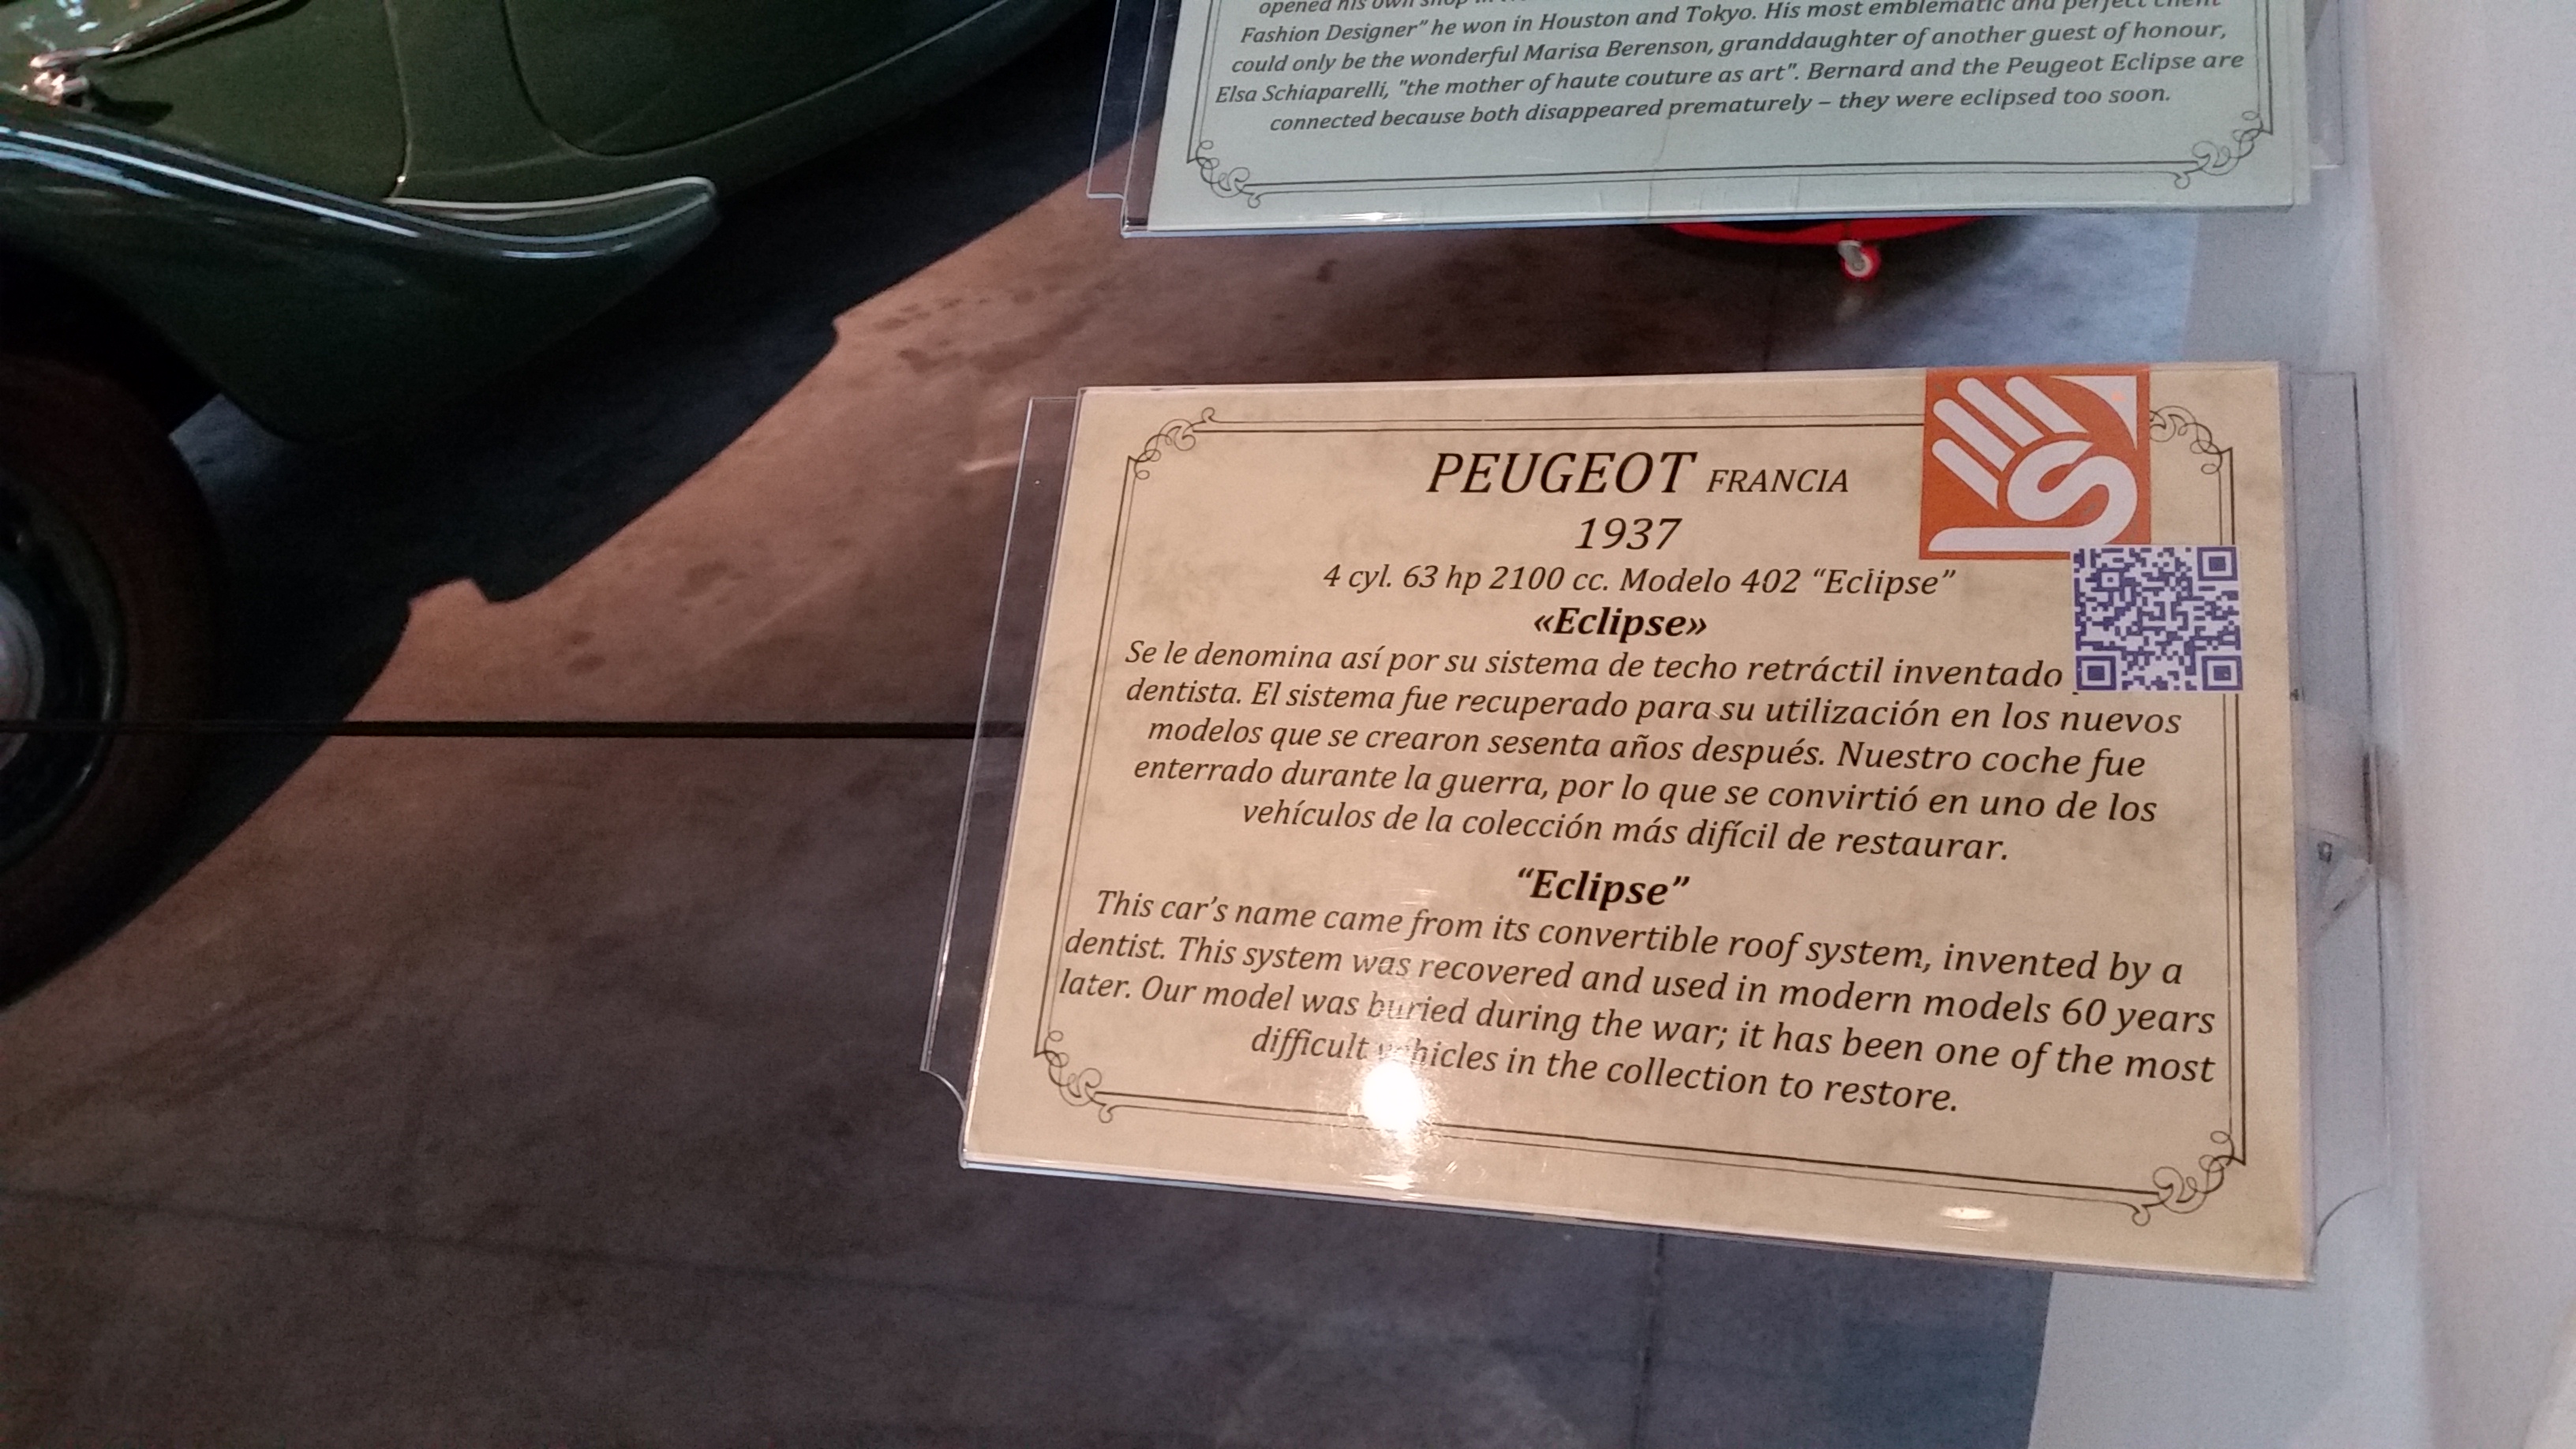 opened his own shop in
Fashion Designer" he won in Houston and Tokyo. His most emblematic and perfect client
could only be the wonderful Marisa Berenson, granddaughter of another guest of honour,
Elsa Schiaparelli, "the mother of haute couture as art". Bernard and the Peugeot Eclipse are
connected because both disappeared prematurely – they were eclipsed too soon.
PEUGEOT FRANCIA
1937
4 cyl. 63 hp 2100 cc. Modelo 402 “Eclipse”
«Eclipse»
Se le denomina así por su sistema de techo retráctil inventado
dentista. El sistema fue recuperado para su utilización en los nuevos
modelos que se crearon sesenta años después. Nuestro coche fue
enterrado durante la guerra, por lo que se convirtió en uno de los
vehículos de la colección más difícil de restaurar.
“Eclipse”
This car’s name came from its convertible roof system, invented by a
dentist. This system was recovered and used in modern models 60 years
later. Our model was buried during the war; it has been one of the most
difficult vehicles in the collection to restore.